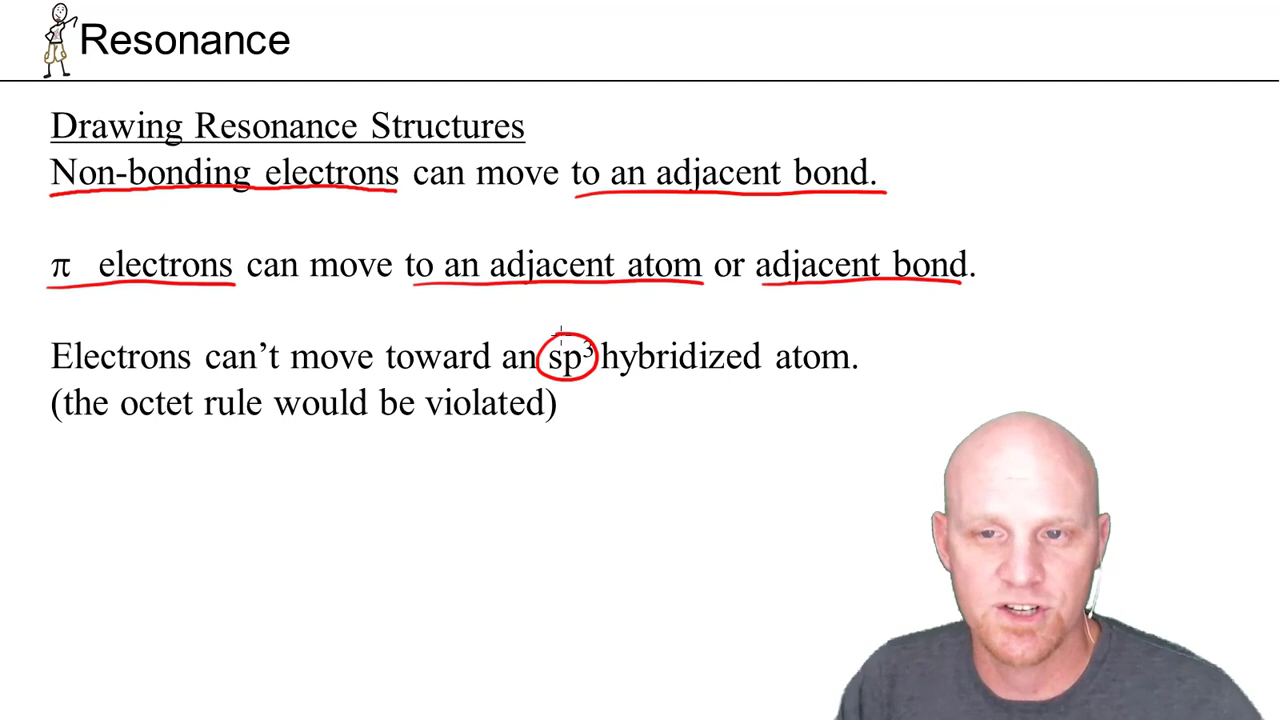 Resonance
Drawing Resonance Structures
Non-bonding electrons can move to an adjacent bond.
π electrons can move to an adjacent atom or adjacent bond.
Electrons can’t move toward an sp³ hybridized atom.
(the octet rule would be violated)